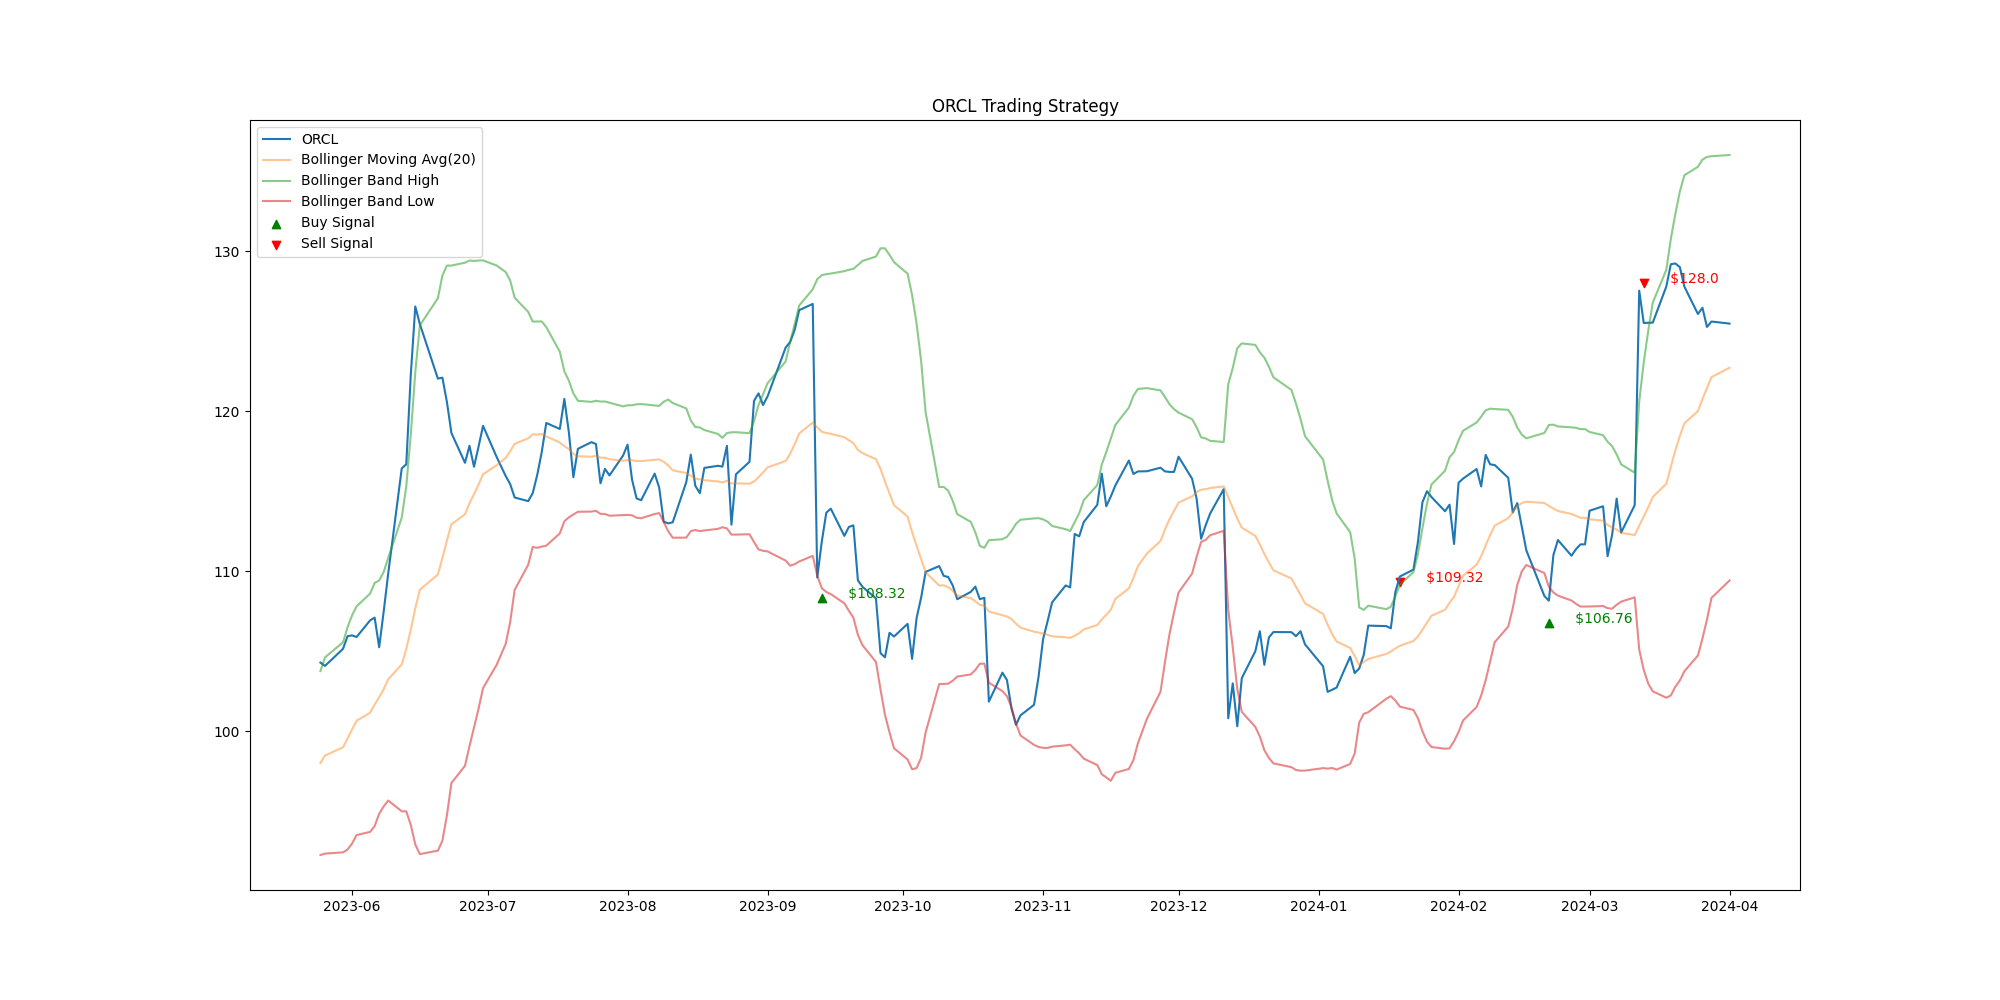 ORCL Trading Strategy
ORCL
Bollinger Moving Avg(20)
Bollinger Band High
Bollinger Band Low
Buy Signal
Sell Signal
130
120
110
100
$128.0
$109.32
$108.32
$106.76
2023-06 2023-07 2023-08 2023-09 2023-10 2023-11 2023-12 2024-01 2024-02 2024-03 2024-04